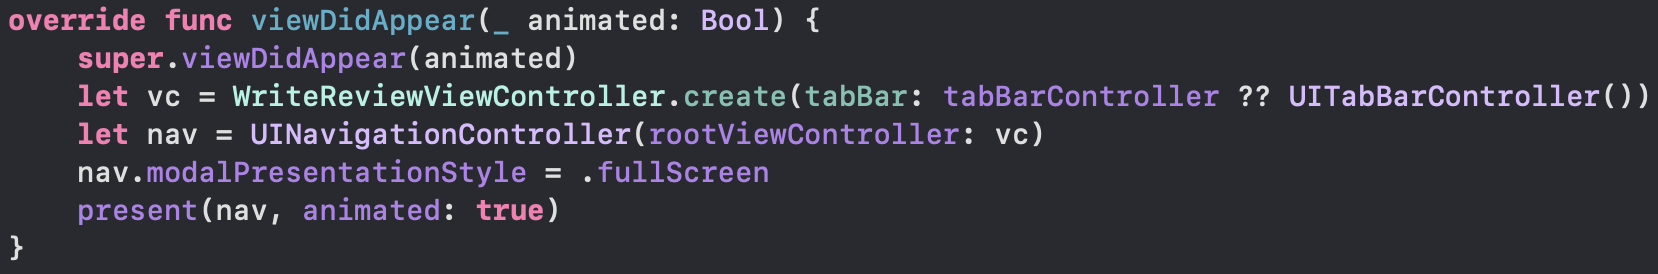 override func viewDidAppear(_ animated: Bool) {
    super.viewDidAppear(animated)
    let vc = WriteReviewViewController.create(tabBar: tabBarController ?? UITabBarController())
    let nav = UINavigationController(rootViewController: vc)
    nav.modalPresentationStyle = .fullScreen
    present(nav, animated: true)
}